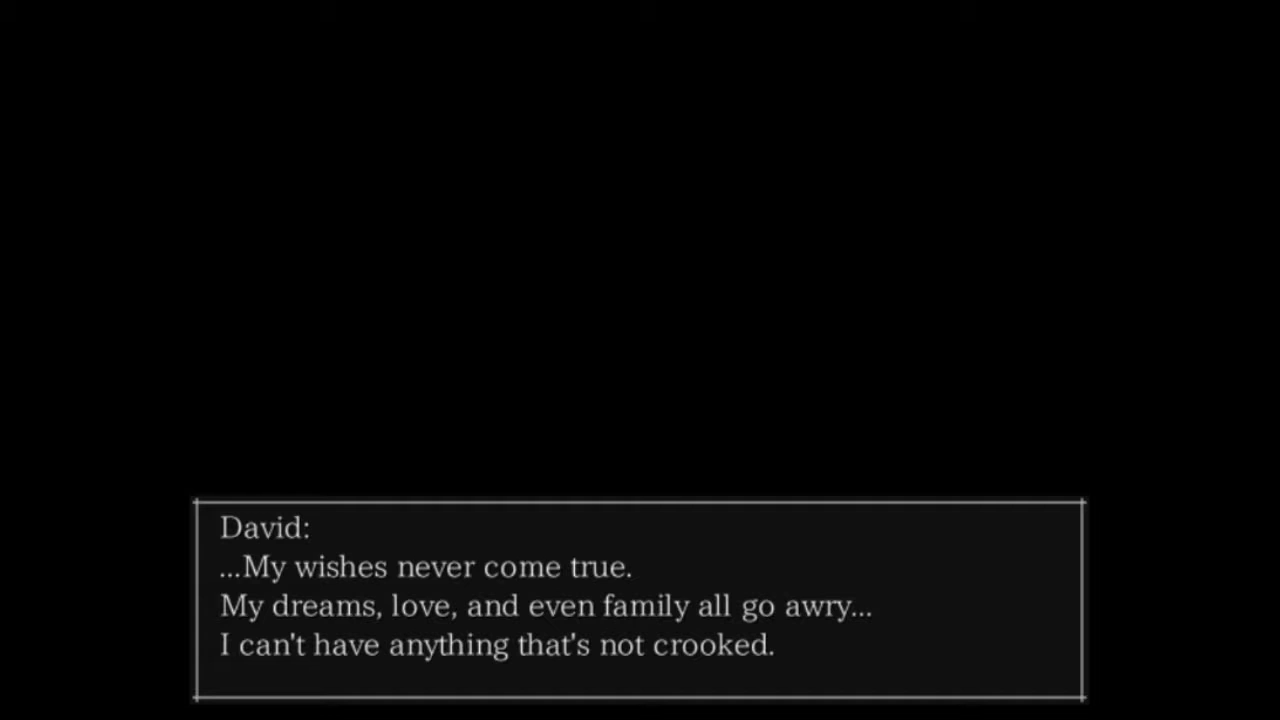 David:
...My wishes never come true.
My dreams, love, and even family all go awry...
I can't have anything that's not crooked.